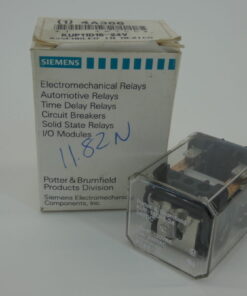 4A366
KUP11D15-24V
SIEMENS
Electromechanical Relays
Automotive Relays
Time Delay Relays
Circuit Breakers
Solid State Relays
I/O Modules
11.82N
Potter & Brumfield
Products Division
Siemens Electromechanical
Components, Inc.